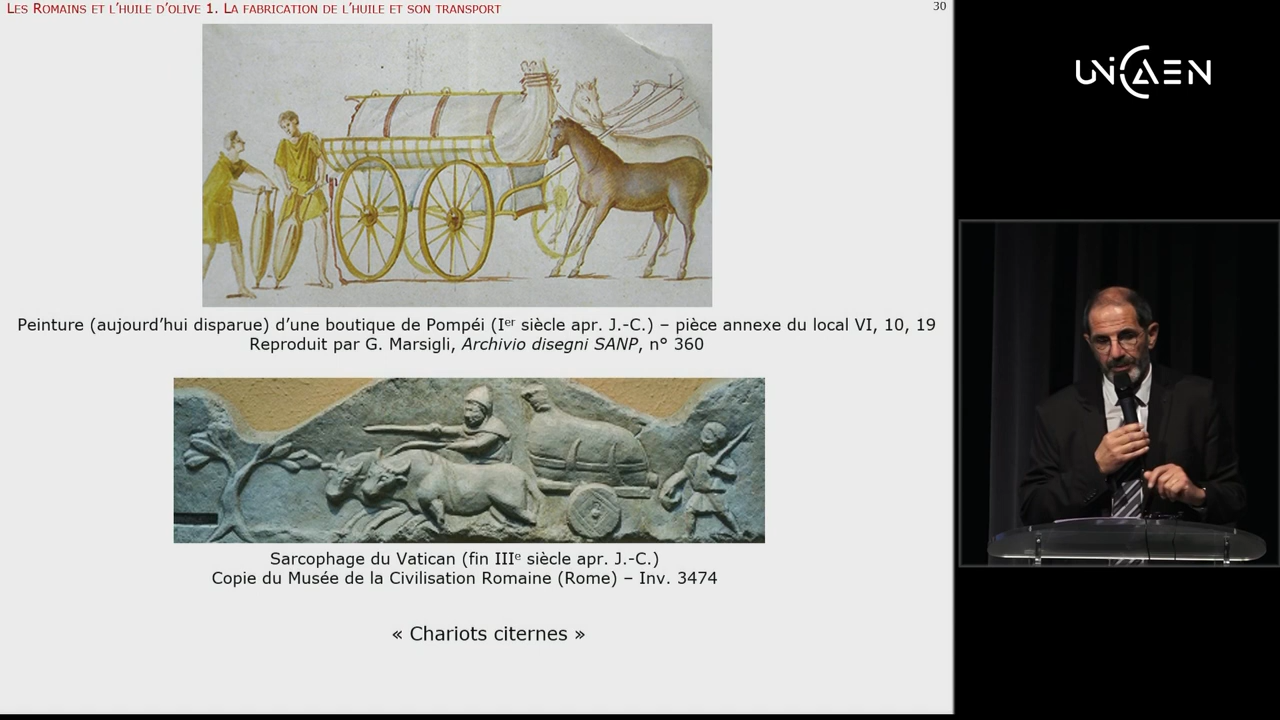 Les Romains et l’huile d’olive 1. La fabrication de l’huile et son transport
30
UNICAEN
Peinture (aujourd’hui disparue) d’une boutique de Pompéi (Ier siècle apr. J.-C.) – pièce annexe du local VI, 10, 19
Reproduit par G. Marsigli, Archivio disegni SANP, n° 360
Sarcophage du Vatican (fin IIIe siècle apr. J.-C.)
Copie du Musée de la Civilisation Romaine (Rome) – Inv. 3474
« Chariots citernes »